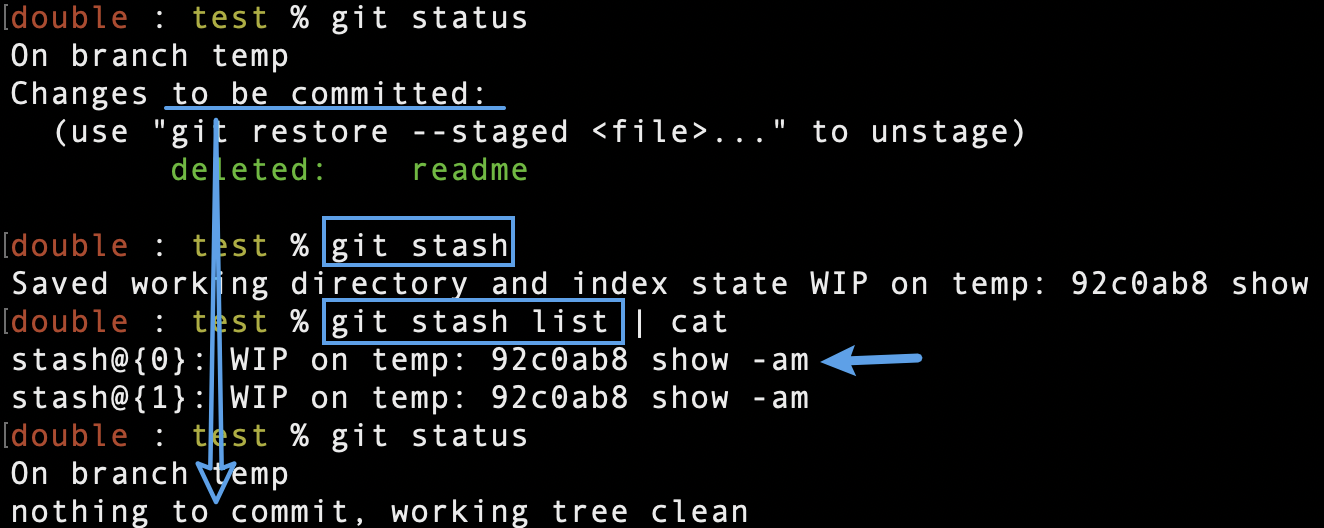 double : test % git status
On branch temp
Changes to be committed:
  (use "git restore --staged <file>..." to unstage)
        deleted:    readme

double : test % git stash
Saved working directory and index state WIP on temp: 92c0ab8 show
double : test % git stash list | cat
stash@{0}: WIP on temp: 92c0ab8 show -am
stash@{1}: WIP on temp: 92c0ab8 show -am
double : test % git status
On branch temp
nothing to commit, working tree clean